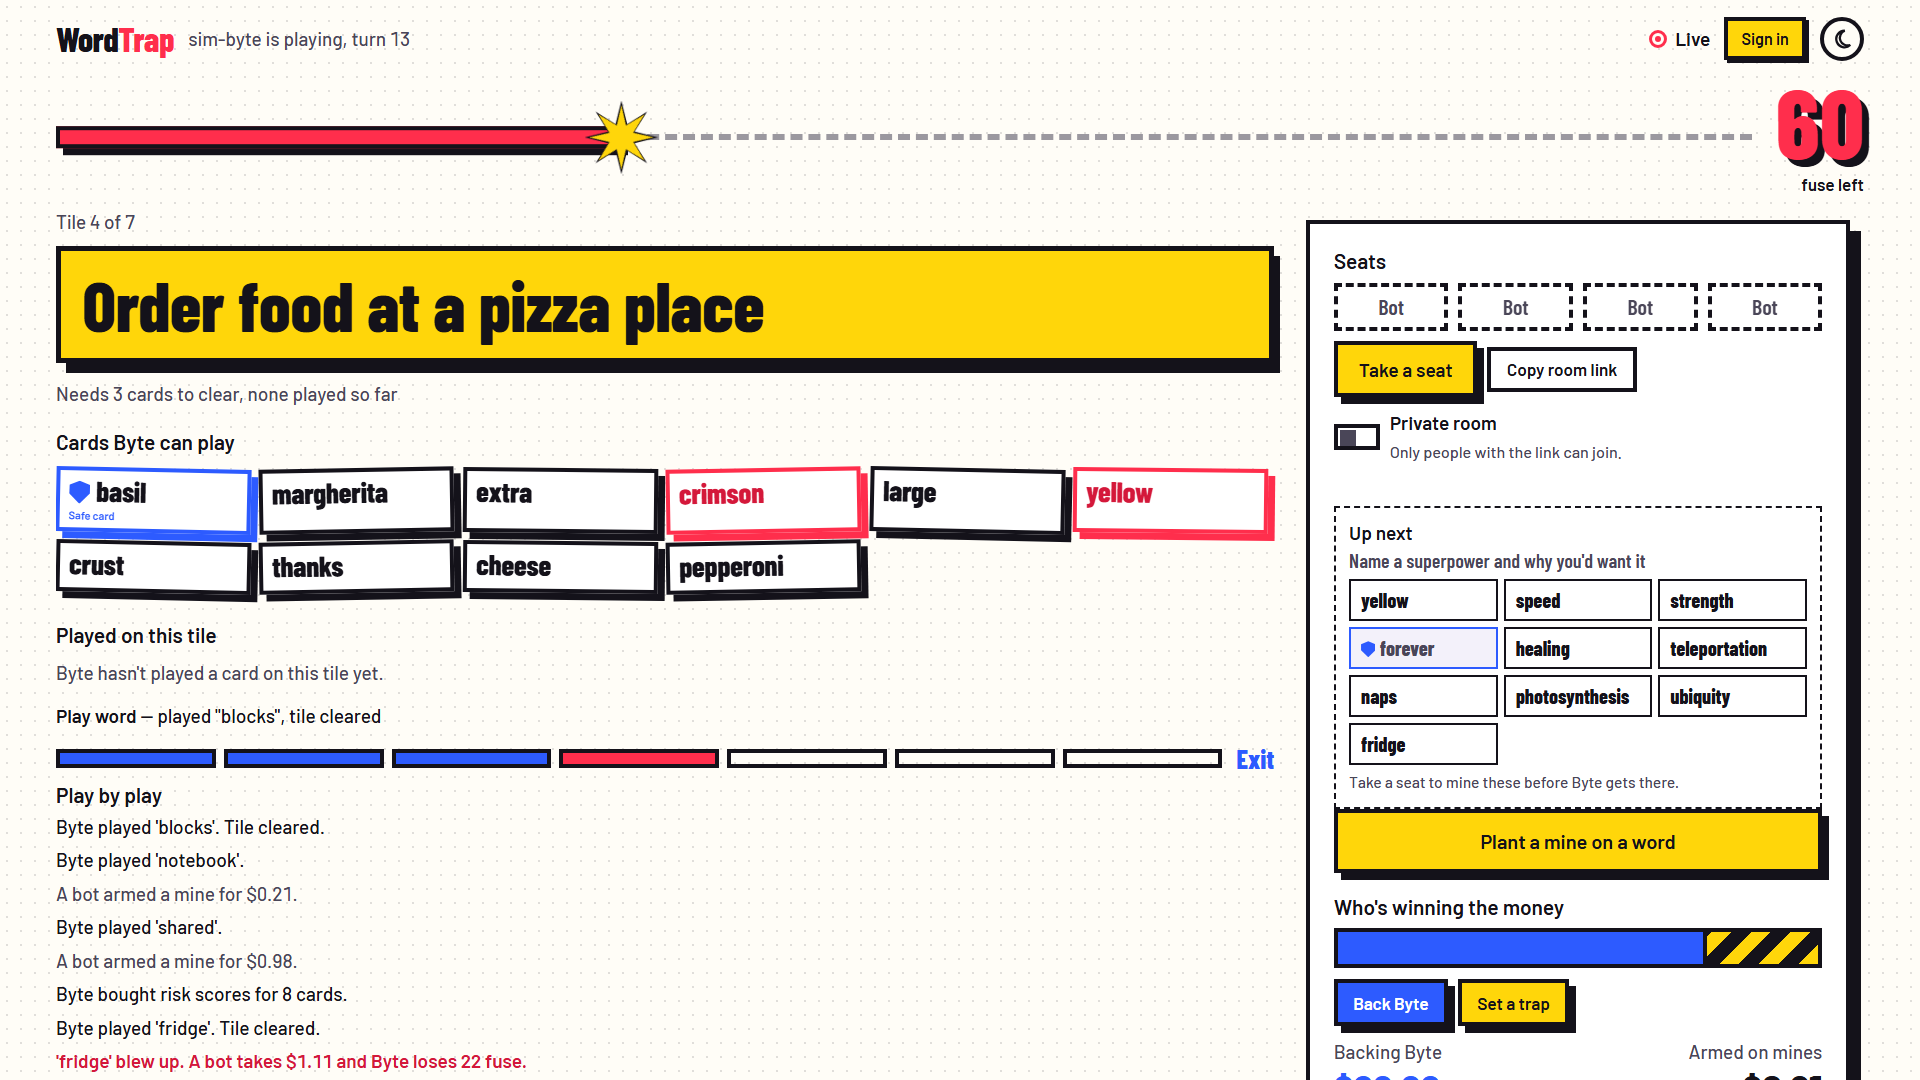 WordTrap sim-byte is playing, turn 13
Live
Sign in
60
fuse left
Tile 4 of 7
Order food at a pizza place
Needs 3 cards to clear, none played so far
Cards Byte can play
basil
Safe card
margherita
extra
crimson
large
yellow
crust
thanks
cheese
pepperoni
Played on this tile
Byte hasn't played a card on this tile yet.
Play word — played "blocks", tile cleared
Exit
Play by play
Byte played 'blocks'. Tile cleared.
Byte played 'notebook'.
A bot armed a mine for $0.21.
Byte played 'shared'.
A bot armed a mine for $0.98.
Byte bought risk scores for 8 cards.
Byte played 'fridge'. Tile cleared.
'fridge' blew up. A bot takes $1.11 and Byte loses 22 fuse.
Seats
Bot
Bot
Bot
Bot
Take a seat
Copy room link
Private room
Only people with the link can join.
Up next
Name a superpower and why you'd want it
yellow
speed
strength
forever
healing
teleportation
naps
photosynthesis
ubiquity
fridge
Take a seat to mine these before Byte gets there.
Plant a mine on a word
Who's winning the money
Back Byte
Set a trap
Backing Byte
Armed on mines